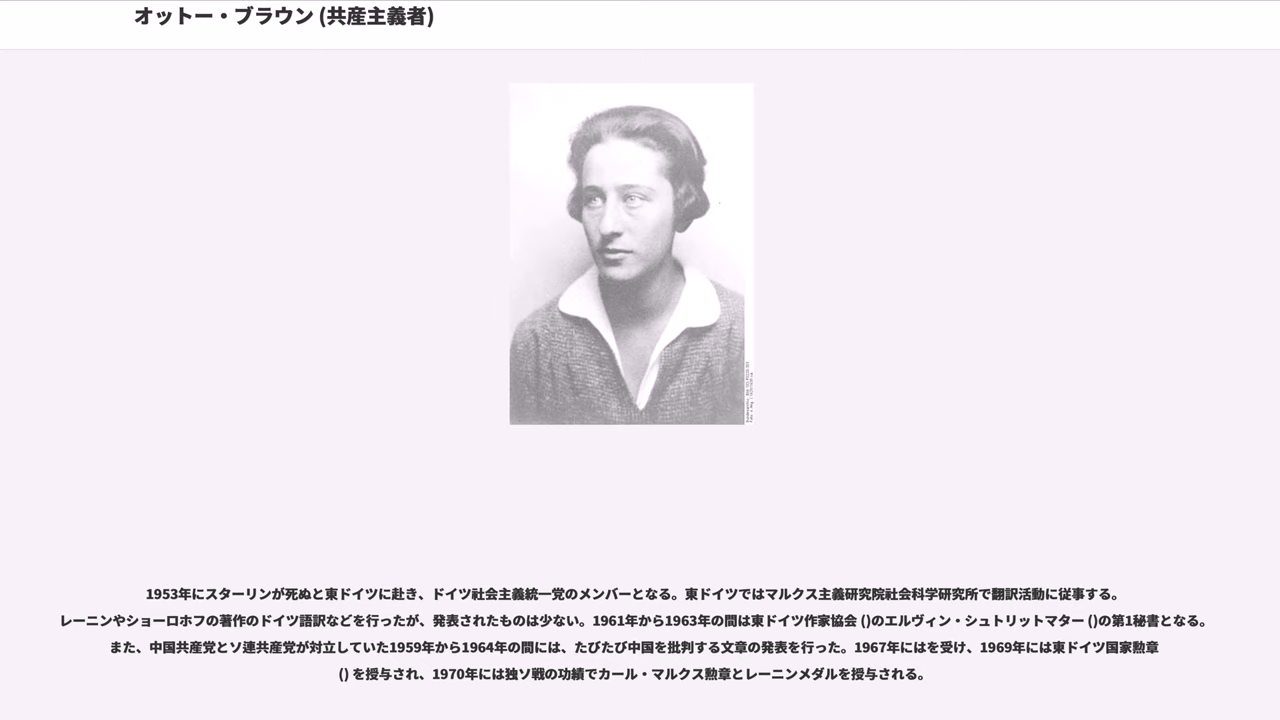 オットー・ブラウン (共産主義者)
1953年にスターリンが死ぬと東ドイツに赴き、ドイツ社会主義統一党のメンバーとなる。東ドイツではマルクス主義研究院社会科学研究所で翻訳活動に従事する。
レーニンやショーロホフの著作のドイツ語訳などを行ったが、発表されたものは少ない。1961年から1963年の間は東ドイツ作家協会 ()のエルヴィン・シュトリットマター ()の第1秘書となる。
また、中国共産党とソ連共産党が対立していた1959年から1964年の間には、たびたび中国を批判する文章の発表を行った。1967年にはを受け、1969年には東ドイツ国家勲章
() を授与され、1970年には独ソ戦の功績でカール・マルクス勲章とレーニンメダルを授与される。